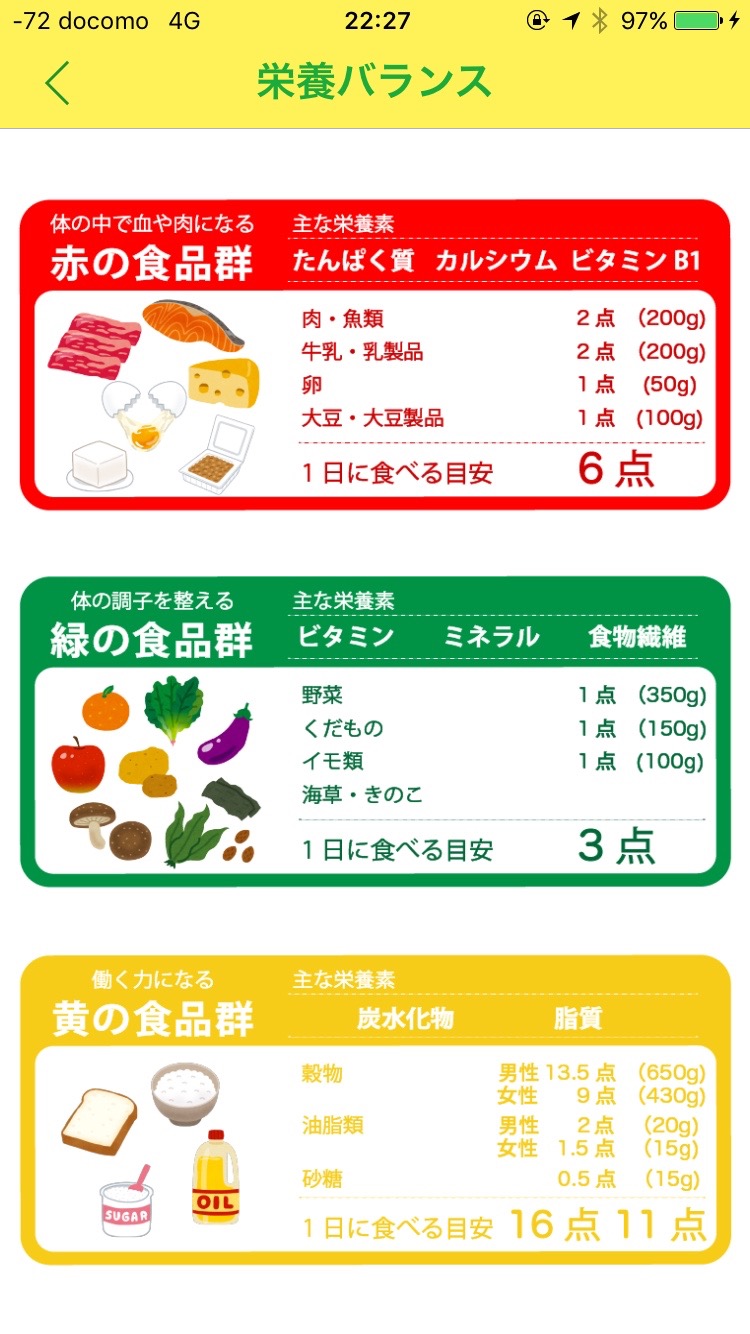 -72 docomo 4G 22:27 97%
栄養バランス
体の中で血や肉になる
赤の食品群
主な栄養素
たんぱく質 カルシウム ビタミンB1
肉・魚類 2点 (200g)
牛乳・乳製品 2点 (200g)
卵 1点 (50g)
大豆・大豆製品 1点 (100g)
1日に食べる目安 6点
体の調子を整える
緑の食品群
主な栄養素
ビタミン ミネラル 食物繊維
野菜 1点 (350g)
くだもの 1点 (150g)
イモ類 1点 (100g)
海草・きのこ
1日に食べる目安 3点
働く力になる
黄の食品群
主な栄養素
炭水化物 脂質
穀物 男性 13.5点 (650g)
女性 9点 (430g)
油脂類 男性 2点 (20g)
女性 1.5点 (15g)
砂糖 0.5点 (15g)
OIL
SUGAR
1日に食べる目安 16点 11点